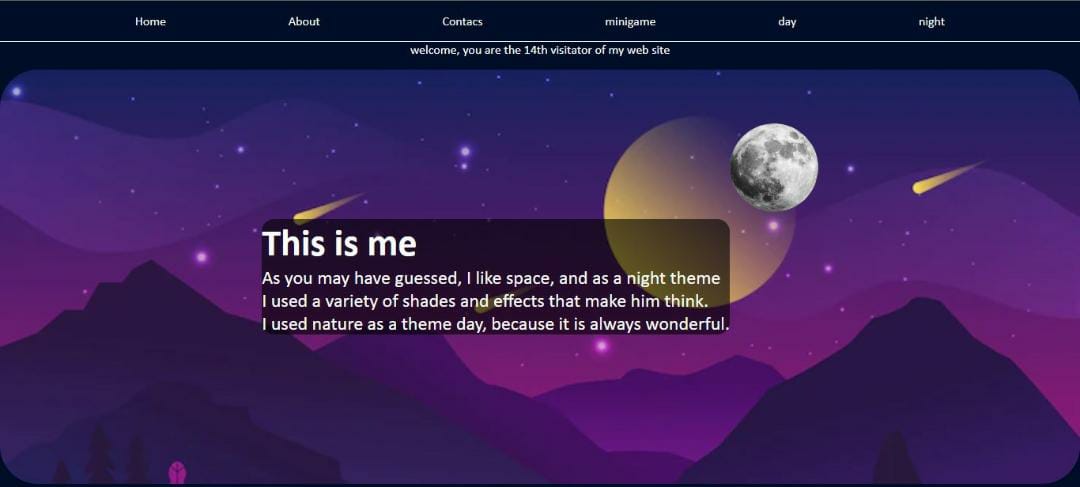 Home About Contacs minigame day night
welcome, you are the 14th visitator of my web site
This is me
As you may have guessed, I like space, and as a night theme
I used a variety of shades and effects that make him think.
I used nature as a theme day, because it is always wonderful.